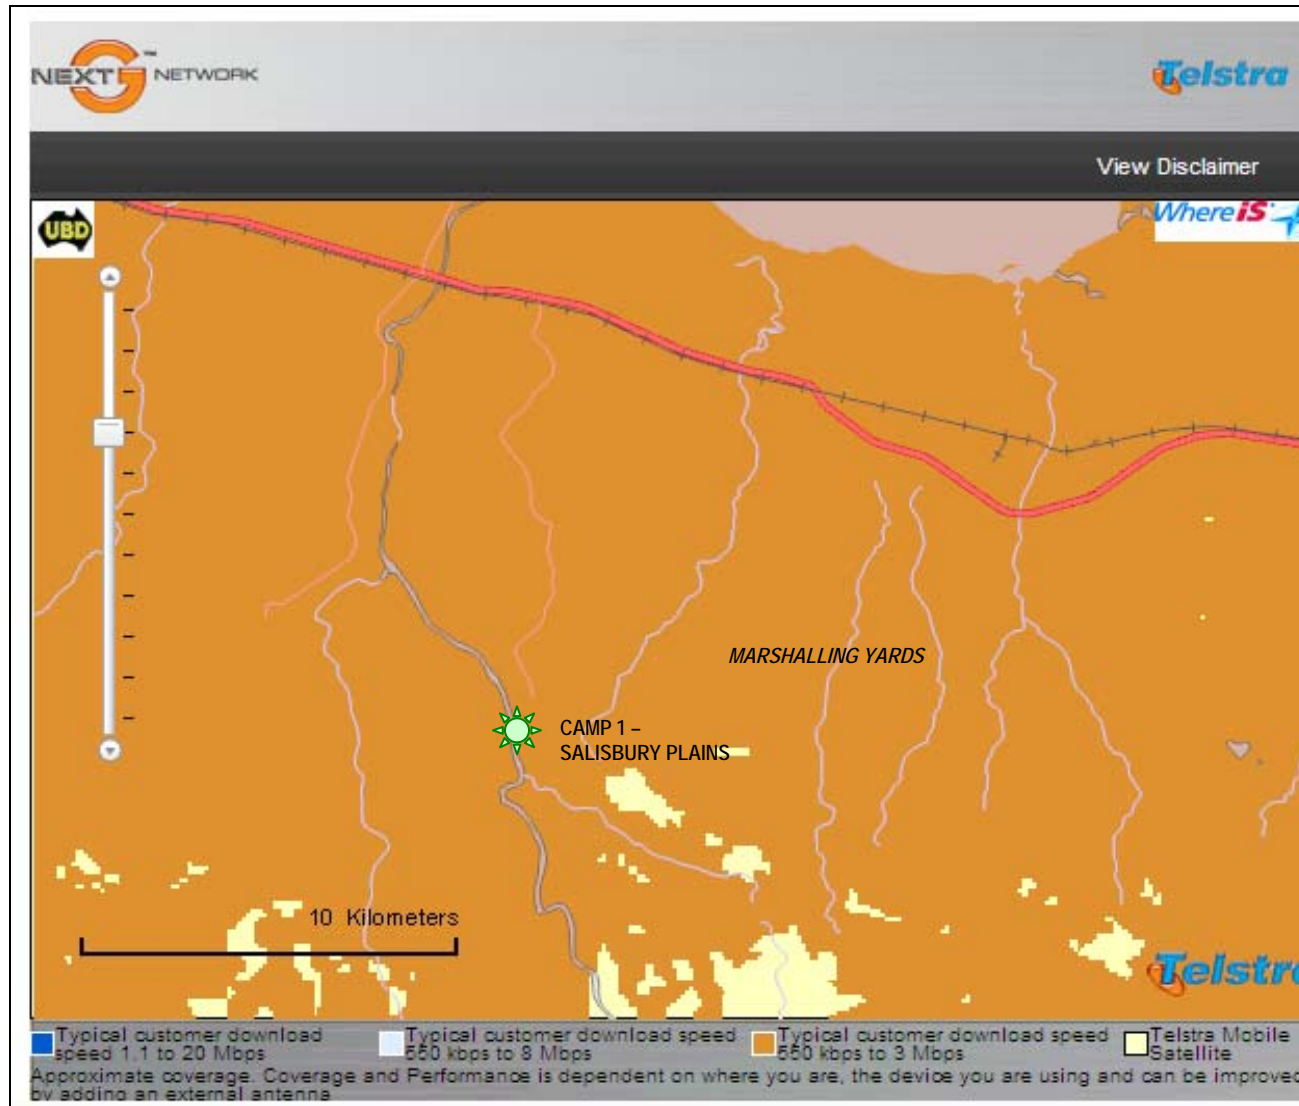 NEXT G NETWORK ™
Telstra
View Disclaimer
UBD
Whereis
MARSHALLING YARDS
CAMP 1 –
SALISBURY PLAINS
10 Kilometers
Telstra
Typical customer download
speed 1.1 to 20 Mbps
Typical customer download speed
550 kbps to 8 Mbps
Typical customer download speed
550 kbps to 3 Mbps
Telstra Mobile
Satellite
Approximate coverage. Coverage and Performance is dependent on where you are, the device you are using and can be improved
by adding an external antenna